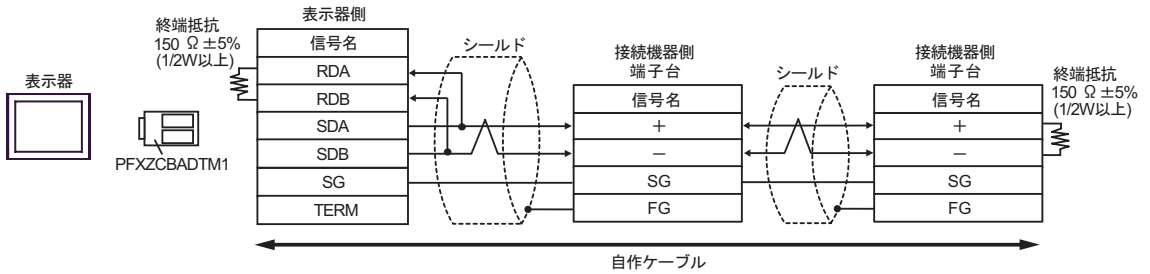 表示器
PFXZCBADTM1
終端抵抗
150 Ω ±5%
(1/2W以上)
表示器側
信号名
RDA
RDB
SDA
SDB
SG
TERM
シールド
接続機器側
端子台
信号名
+
-
SG
FG
シールド
接続機器側
端子台
信号名
+
-
SG
FG
終端抵抗
150 Ω ±5%
(1/2W以上)
自作ケーブル